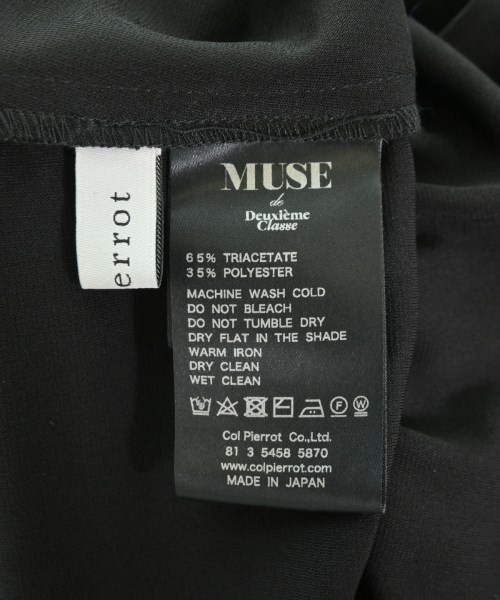 errot
MUSE
de
Deuxième
Classe
65% TRIACETATE
35% POLYESTER
MACHINE WASH COLD
DO NOT BLEACH
DO NOT TUMBLE DRY
DRY FLAT IN THE SHADE
WARM IRON
DRY CLEAN
WET CLEAN
F W
Col Pierrot Co.,Ltd.
81 3 5458 5870
www.colpierrot.com
MADE IN JAPAN